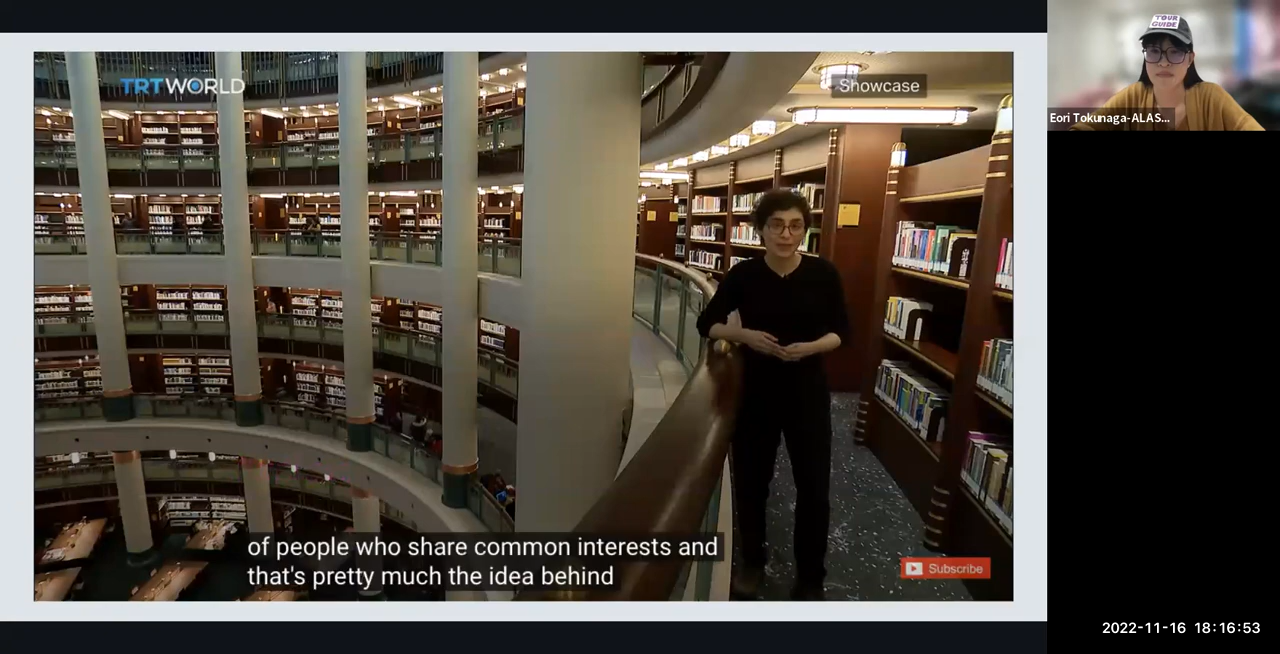 TRTWORLD
Showcase
of people who share common interests and
that's pretty much the idea behind
Subscribe
TOUR
GUIDE
Eori Tokunaga-ALAS...
2022-11-16 18:16:53